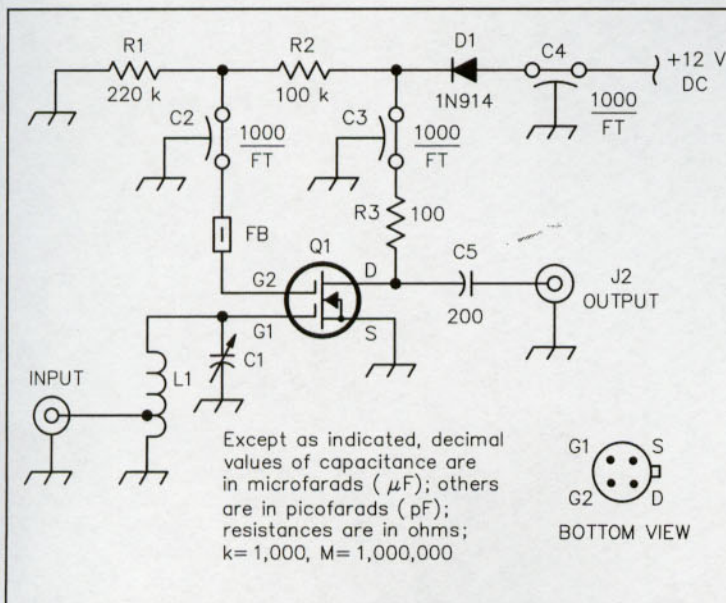 R1
220 k
R2
100 k
D1
1N914
C4
1000
FT
+12 V
DC
C2
1000
FT
C3
1000
FT
R3
100
FB
Q1
G2
D
G1
S
C5
200
J2
OUTPUT
C1
L1
INPUT
Except as indicated, decimal
values of capacitance are
in microfarads ( μF); others
are in picofarads (pF);
resistances are in ohms;
k= 1,000, M= 1,000,000
G1
S
G2
D
BOTTOM VIEW